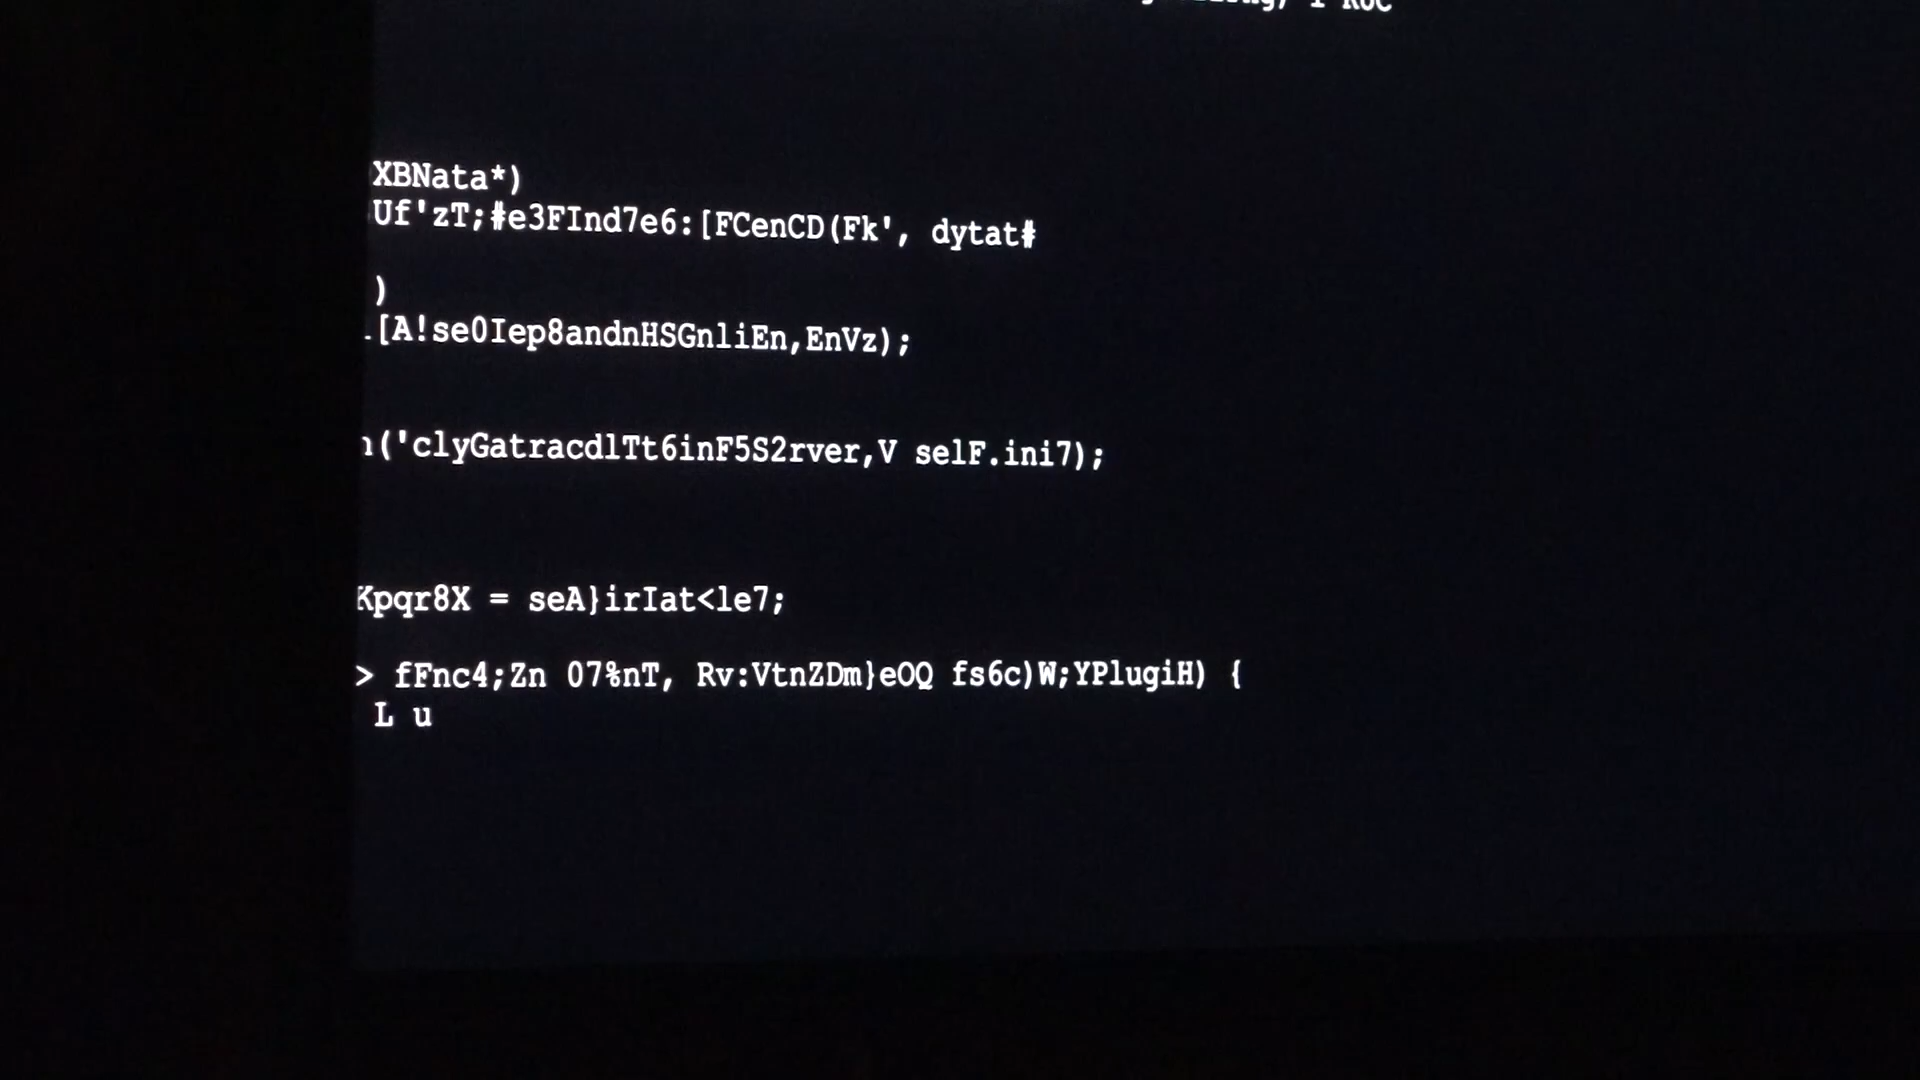 XBNata*)
Uf'zT;#e3FInd7e6:[FCenCD(Fk', dytat#
)
.[A!se0Iep8andnHSGnliEn,EnVz);
('clyGatracdlTt6inF5S2rver,V selF.ini7);
Kpqr8X = seA}irIat<le7;
> fFnc4;Zn 07%nT, Rv:VtnZDm}eOQ fs6c)W;YPlugiH) {
L u